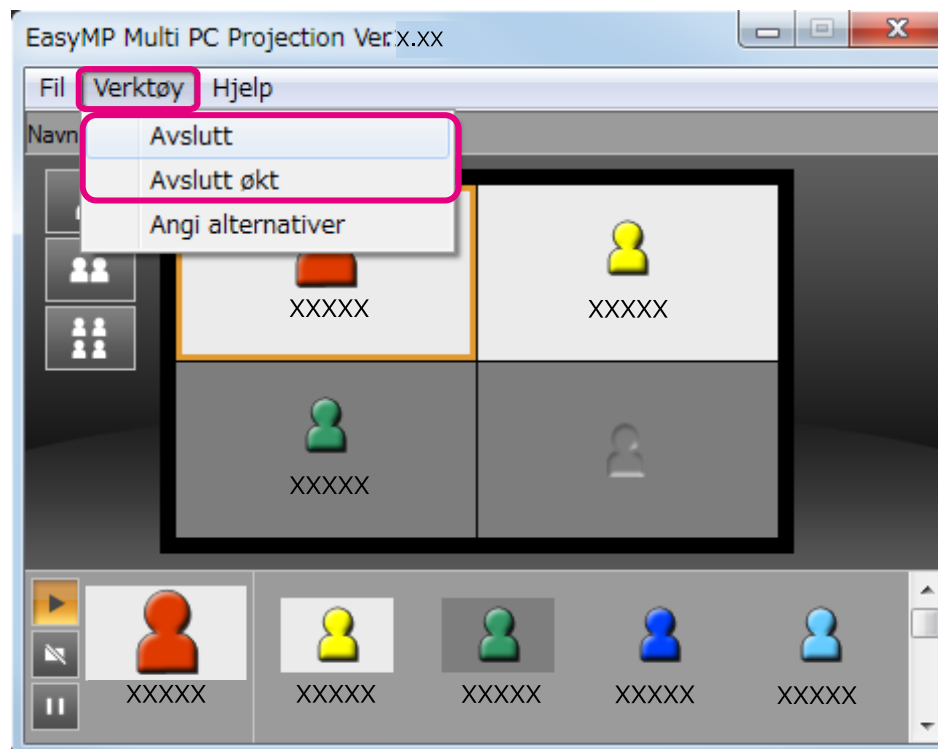 EasyMP Multi PC Projection Ver.X.XX
Fil Verktøy Hjelp
Navn
Avslutt
Avslutt økt
Angi alternativer
XXXXX XXXXX
XXXXX
XXXXX XXXXX XXXXX XXXXX XXXXX